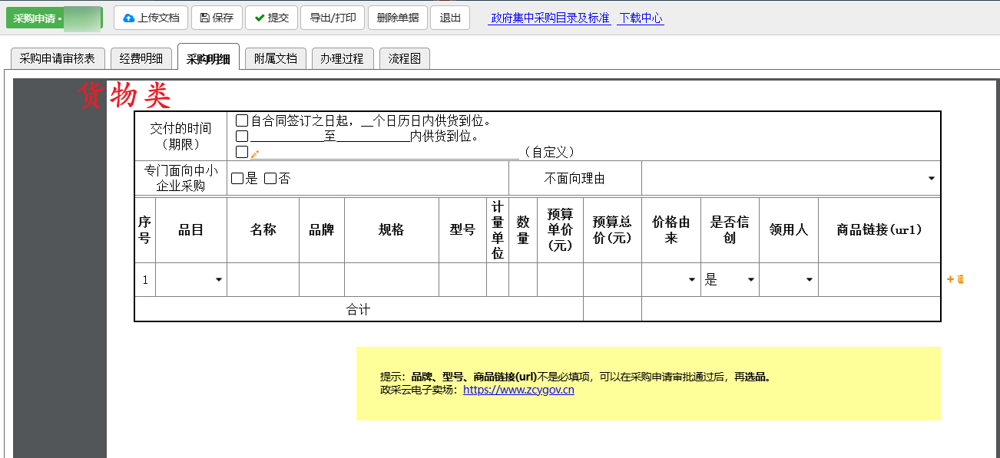 采购申请 •
上传文档 保存 提交 导出/打印 删除单据 退出 政府集中采购目录及标准 下载中心
采购申请审核表 经费明细 采购明细 附属文档 办理过程 流程图
货物类
交付的时间
（期限）
自合同签订之日起，__个日历日内供货到位。
____________至____________内供货到位。
（自定义）
专门面向中小
企业采购
是 否
不面向理由
序号 品目 名称 品牌 规格 型号 计量单位 数量 预算单价(元) 预算总价(元) 价格由来 是否信创 领用人 商品链接(url)
1 是
合计
提示：品牌、型号、商品链接(url)不是必填项，可以在采购申请审批通过后，再选品。
政采云电子卖场：https://www.zcygov.cn